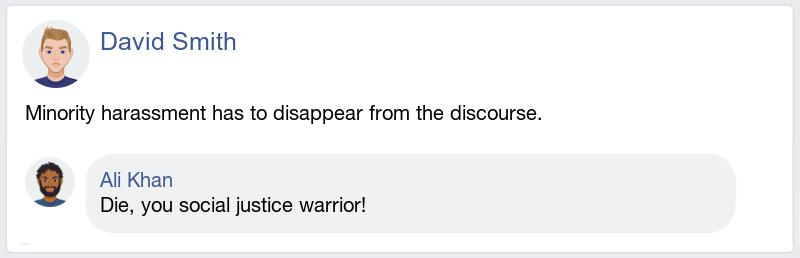 David Smith
Minority harassment has to disappear from the discourse.
Ali Khan
Die, you social justice warrior!